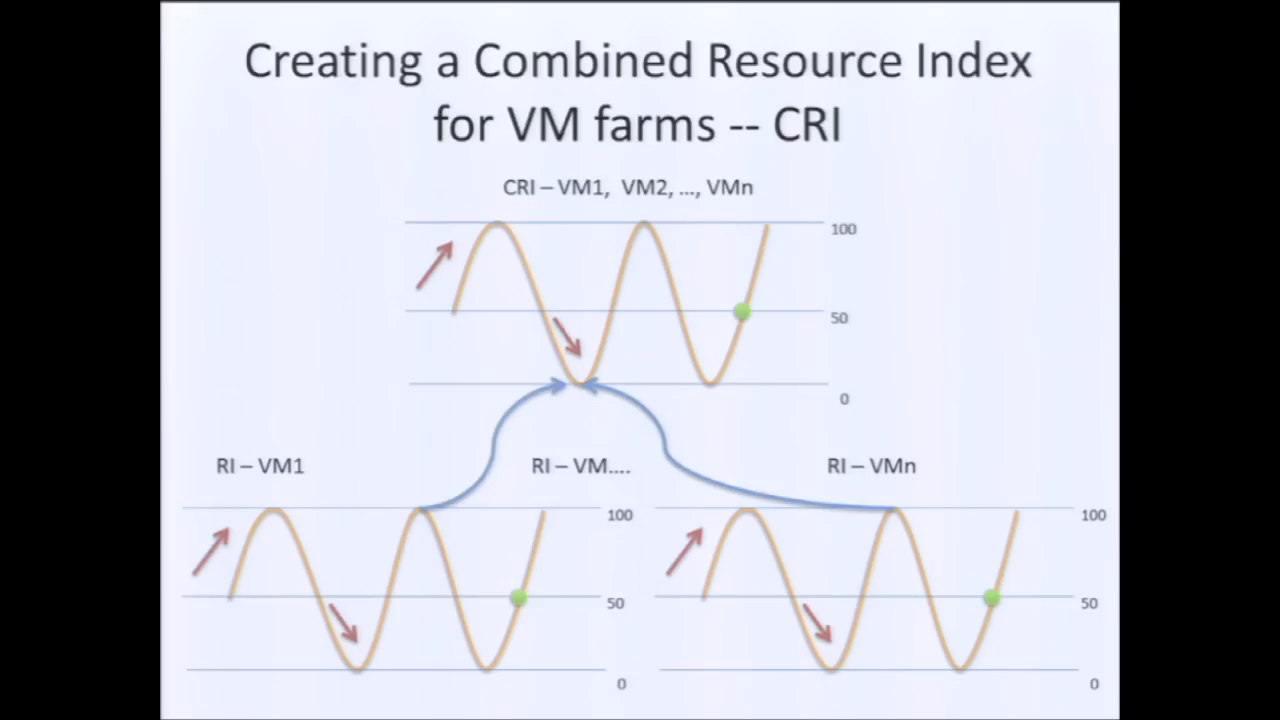 Creating a Combined Resource Index
for VM farms -- CRI
CRI – VM1, VM2, ..., VMn
100
50
0
RI – VM1
RI – VM....
RI – VMn
100
50
0
100
50
0